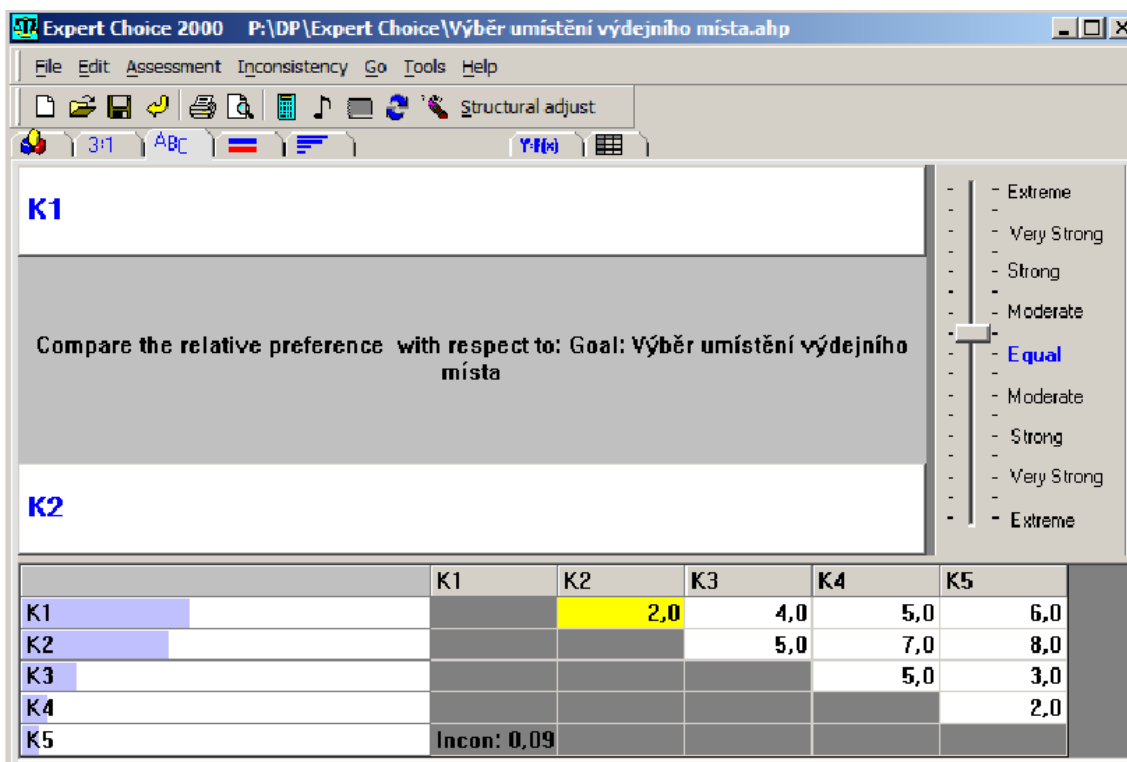 Expert Choice 2000 P:\DP\Expert Choice\Výběr umístění výdejního místa.ahp
File Edit Assessment Inconsistency Go Tools Help
Structural adjust
3:1 ABC Y=F(x)
K1
Compare the relative preference with respect to: Goal: Výběr umístění výdejního
místa
K2
Extreme
Very Strong
Strong
Moderate
Equal
Moderate
Strong
Very Strong
Extreme
K1 K2 K3 K4 K5
K1 2,0 4,0 5,0 6,0
K2 5,0 7,0 8,0
K3 5,0 3,0
K4 2,0
K5 Incon: 0,09